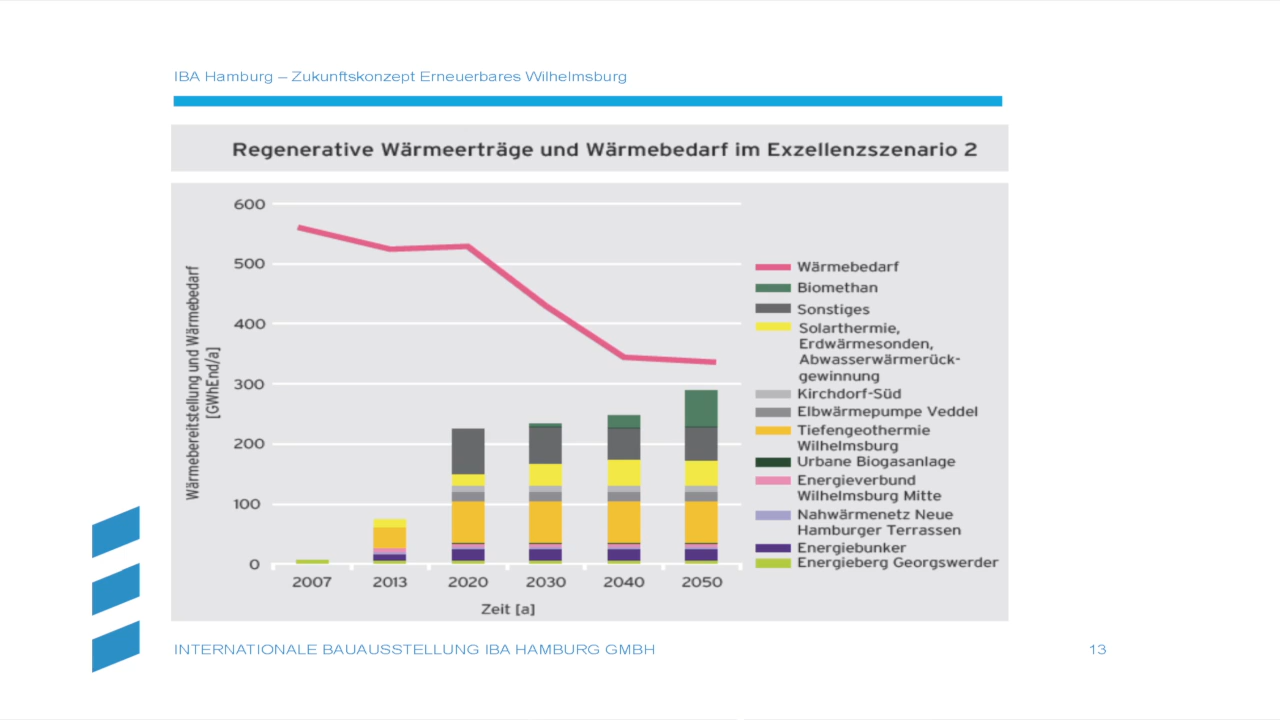 IBA Hamburg – Zukunftskonzept Erneuerbares Wilhelmsburg
Regenerative Wärmeerträge und Wärmebedarf im Exzellenzszenario 2
Wärmebereitstellung und Wärmebedarf
[GWhEnd/a]
600
500
400
300
200
100
0
2007 2013 2020 2030 2040 2050
Zeit [a]
Wärmebedarf
Biomethan
Sonstiges
Solarthermie,
Erdwärmesonden,
Abwasserwärmerück-
gewinnung
Kirchdorf-Süd
Elbwärmepumpe Veddel
Tiefengeothermie
Wilhelmsburg
Urbane Biogasanlage
Energieverbund
Wilhelmsburg Mitte
Nahwärmenetz Neue
Hamburger Terrassen
Energiebunker
Energieberg Georgswerder
INTERNATIONALE BAUAUSSTELLUNG IBA HAMBURG GMBH
13